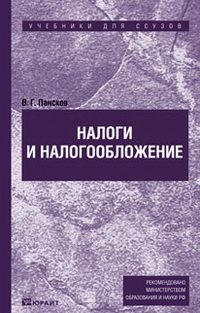 УЧЕБНИКИ ДЛЯ ССУЗОВ
В. Г. Пансков
НАЛОГИ
И НАЛОГООБЛОЖЕНИЕ
РЕКОМЕНДОВАНО
МИНИСТЕРСТВОМ
ОБРАЗОВАНИЯ И НАУКИ РФ
ЮРАЙТ